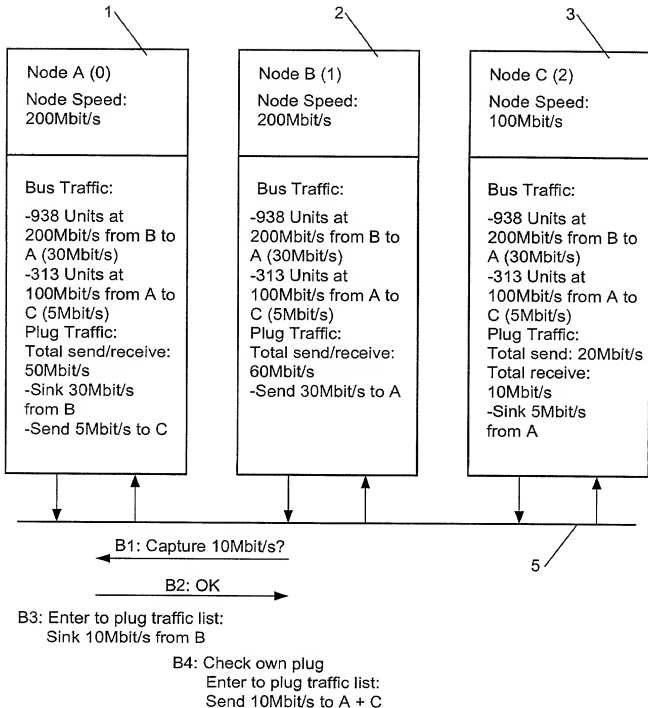 1
2
3
Node A (0)
Node Speed:
200Mbit/s
Node B (1)
Node Speed:
200Mbit/s
Node C (2)
Node Speed:
100Mbit/s
Bus Traffic:
-938 Units at
200Mbit/s from B to
A (30Mbit/s)
-313 Units at
100Mbit/s from A to
C (5Mbit/s)
Plug Traffic:
Total send/receive:
50Mbit/s
-Sink 30Mbit/s
from B
-Send 5Mbit/s to C
Bus Traffic:
-938 Units at
200Mbit/s from B to
A (30Mbit/s)
-313 Units at
100Mbit/s from A to
C (5Mbit/s)
Plug Traffic:
Total send/receive:
60Mbit/s
-Send 30Mbit/s to A
Bus Traffic:
-938 Units at
200Mbit/s from B to
A (30Mbit/s)
-313 Units at
100Mbit/s from A to
C (5Mbit/s)
Plug Traffic:
Total send: 20Mbit/s
Total receive:
10Mbit/s
-Sink 5Mbit/s
from A
5
B1: Capture 10Mbit/s?
B2: OK
B3: Enter to plug traffic list:
Sink 10Mbit/s from B
B4: Check own plug
Enter to plug traffic list:
Send 10Mbit/s to A + C